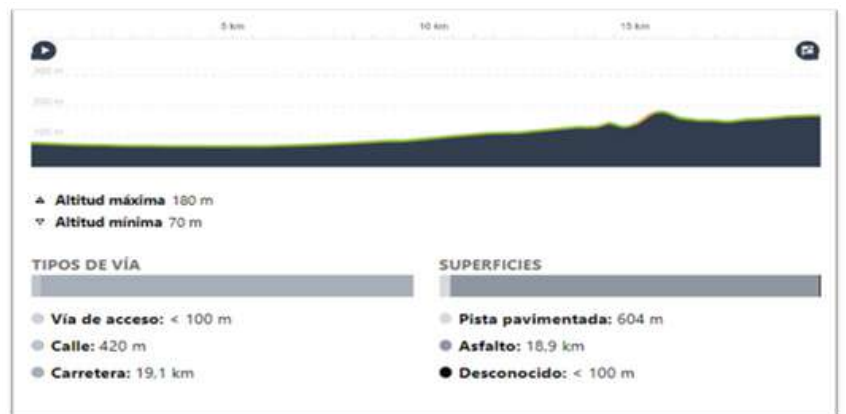 5 km 10 km 15 km
300 m
200 m
100 m
Altitud máxima 180 m
Altitud mínima 70 m
TIPOS DE VÍA SUPERFICIES
Vía de acceso: < 100 m Pista pavimentada: 604 m
Calle: 420 m Asfalto: 18,9 km
Carretera: 19,1 km Desconocido: < 100 m